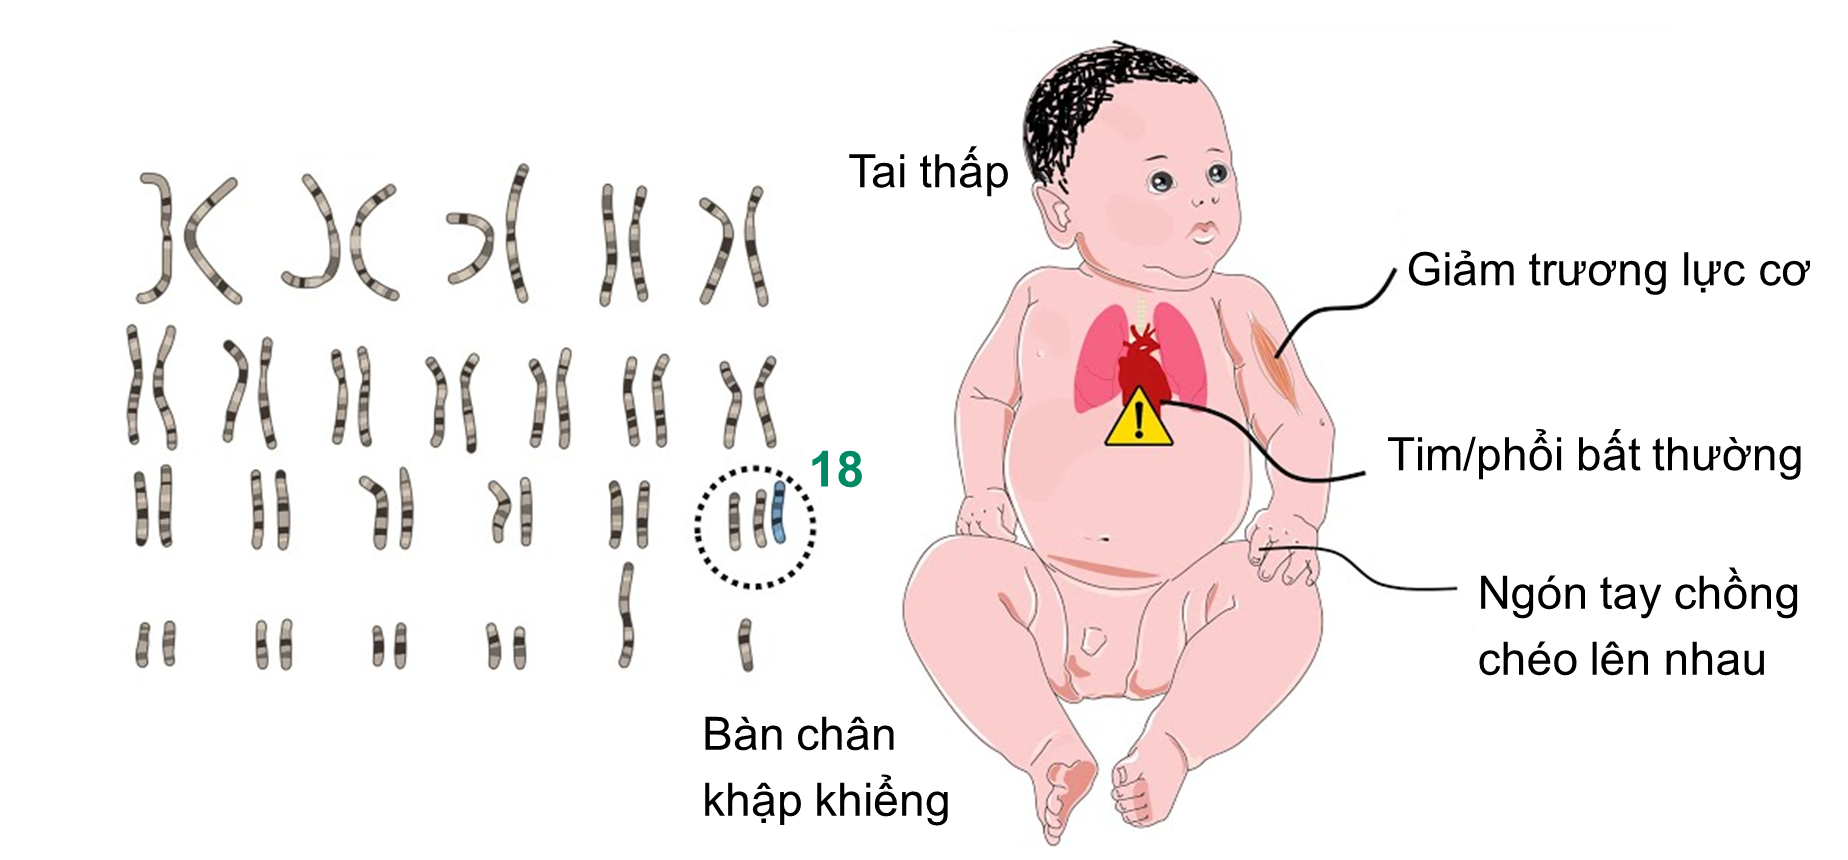 Tai thấp
Giảm trương lực cơ
Tim/phổi bất thường
18
Ngón tay chồng
chéo lên nhau
Bàn chân
khập khiểng